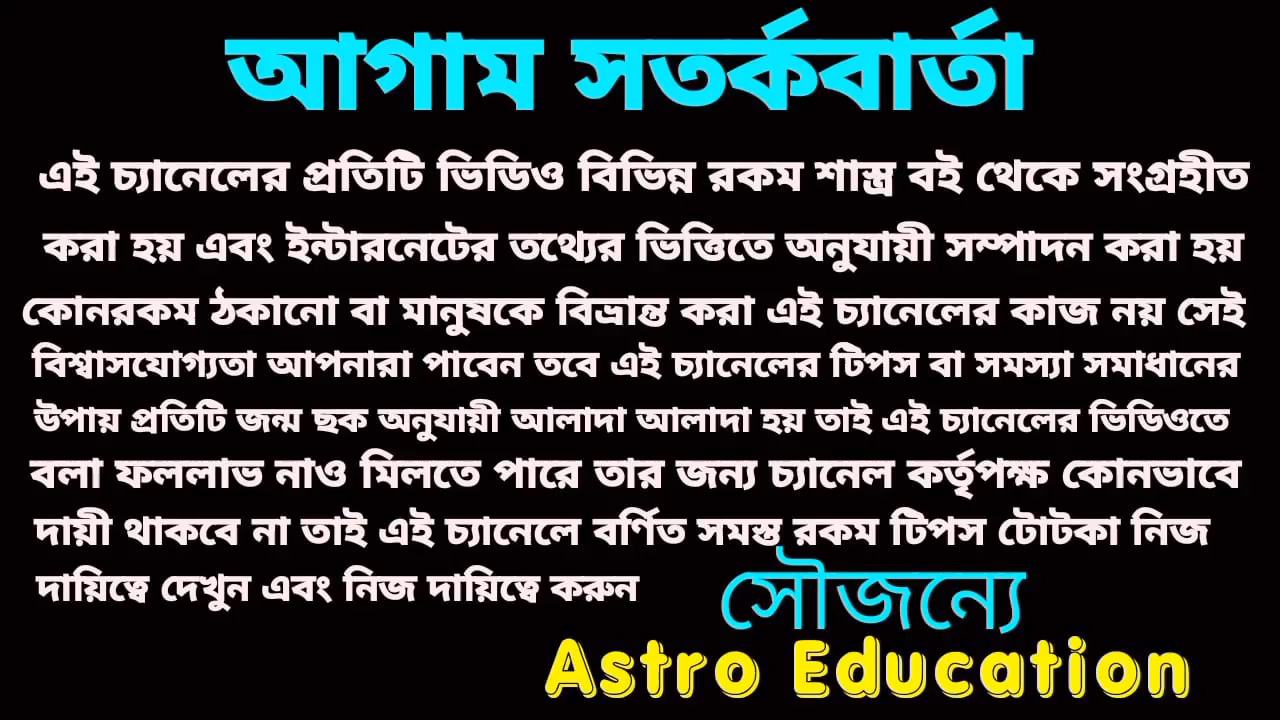 আগাম সতর্কবার্তা
এই চ্যানেলের প্রতিটি ভিডিও বিভিন্ন রকম শাস্ত্র বই থেকে সংগ্রহীত
করা হয় এবং ইন্টারনেটের তথ্যের ভিত্তিতে অনুযায়ী সম্পাদন করা হয়
কোনরকম ঠকানো বা মানুষকে বিভ্রান্ত করা এই চ্যানেলের কাজ নয় সেই
বিশ্বাসযোগ্যতা আপনারা পাবেন তবে এই চ্যানেলের টিপস বা সমস্যা সমাধানের
উপায় প্রতিটি জন্ম ছক অনুযায়ী আলাদা আলাদা হয় তাই এই চ্যানেলের ভিডিওতে
বলা ফললাভ নাও মিলতে পারে তার জন্য চ্যানেল কর্তৃপক্ষ কোনভাবে
দায়ী থাকবে না তাই এই চ্যানেলে বর্ণিত সমস্ত রকম টিপস টোটকা নিজ
দায়িত্বে দেখুন এবং নিজ দায়িত্বে করুন
সৌজন্যে
Astro Education